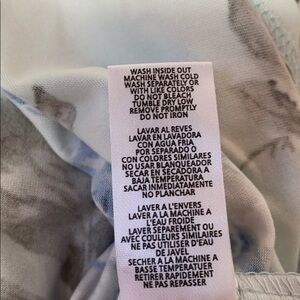 WASH INSIDE OUT
MACHINE WASH COLD
WASH SEPARATELY OR
WITH LIKE COLORS
DO NOT BLEACH
TUMBLE DRY LOW
REMOVE PROMPTLY
DO NOT IRON
LAVAR AL REVES
LAVAR EN LAVADORA
CON AGUA FRIA
POR SEPARADO O
CON COLORES SIMILARES
NO USAR BLANQUEADOR
SECAR EN SECADORA A
BAJA TEMPERATURA
SACAR INMEDIATAMENTE
NO PLANCHAR
LAVER A L'ENVERS
LAVER A LA MACHINE A
L'EAU FROIDE
LAVER SEPAREMENT OU
AVEC COULEURS SIMILAIRES
NE PAS UTILISER D'EAU
DE JAVEL
SECHER A LA MACHINE A
BASSE TEMPERATUER
RETIRER RAPIDEMENT
NE PAS REPASSER